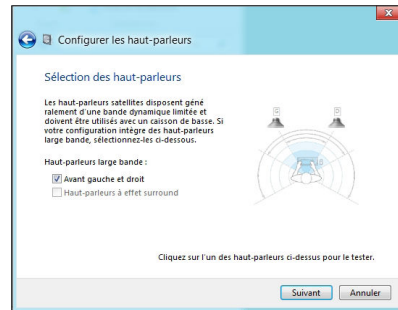 Configurer les haut-parleurs
Sélection des haut-parleurs
Les haut-parleurs satellites disposent géné
ralement d'une bande dynamique limitée et
doivent être utilisés avec un caisson de basse. Si
votre configuration intègre des haut-parleurs
large bande, sélectionnez-les ci-dessous.
Haut-parleurs large bande :
Avant gauche et droit
Haut-parleurs à effet surround
Cliquez sur l'un des haut-parleurs ci-dessus pour le tester.
Suivant
Annuler